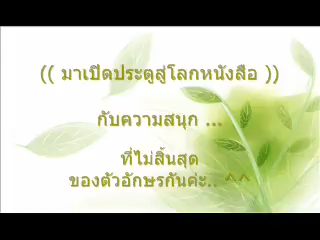 (( มาเปิดประตูสู่โลกหนังสือ ))
กับความสนุก ...
ที่ไม่สิ้นสุด
ของตัวอักษรกันค่ะ.. ^^